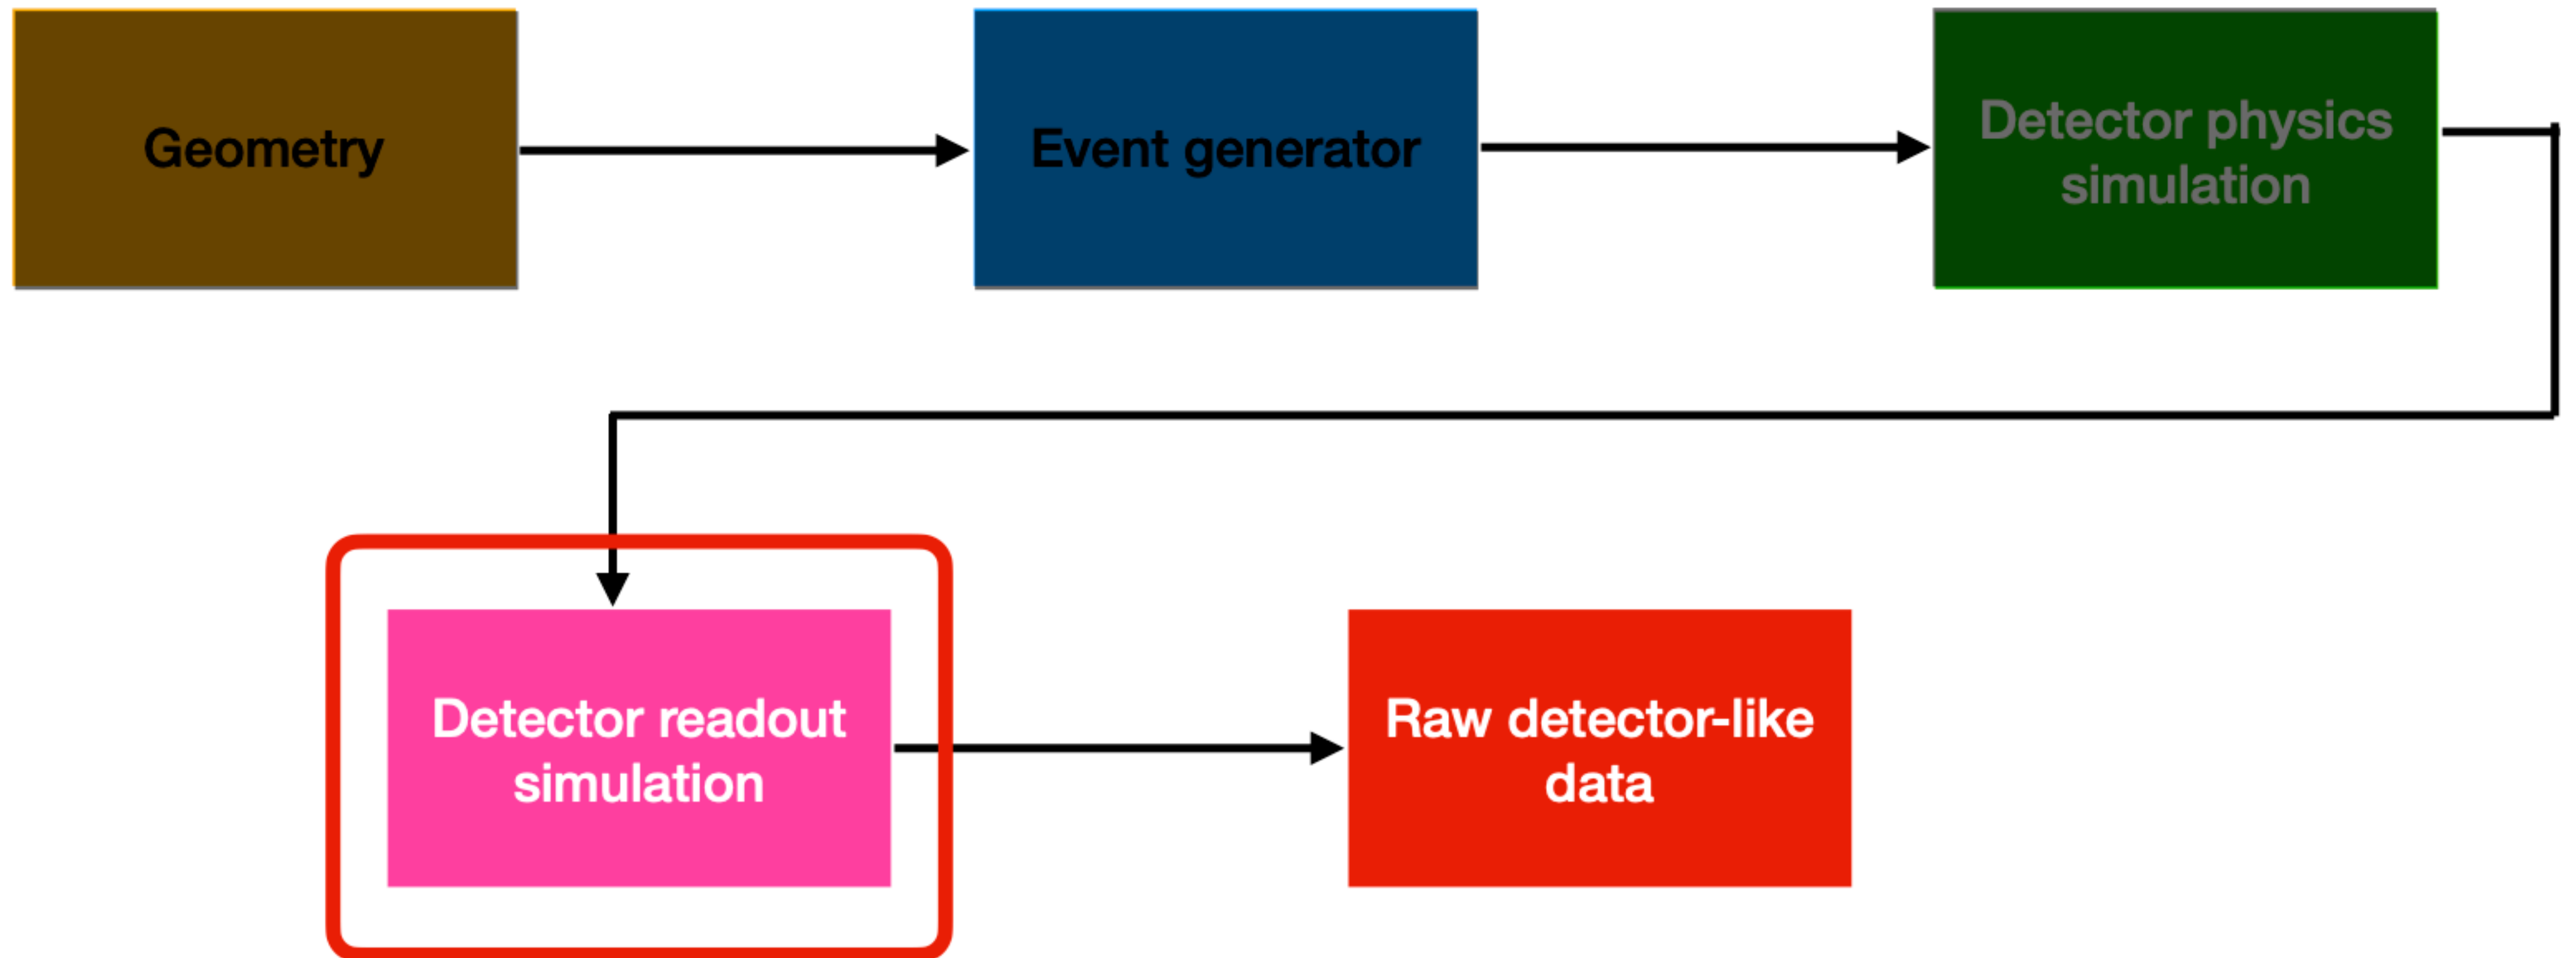 Geometry
Event generator
Detector physics
simulation
Detector readout
simulation
Raw detector-like
data